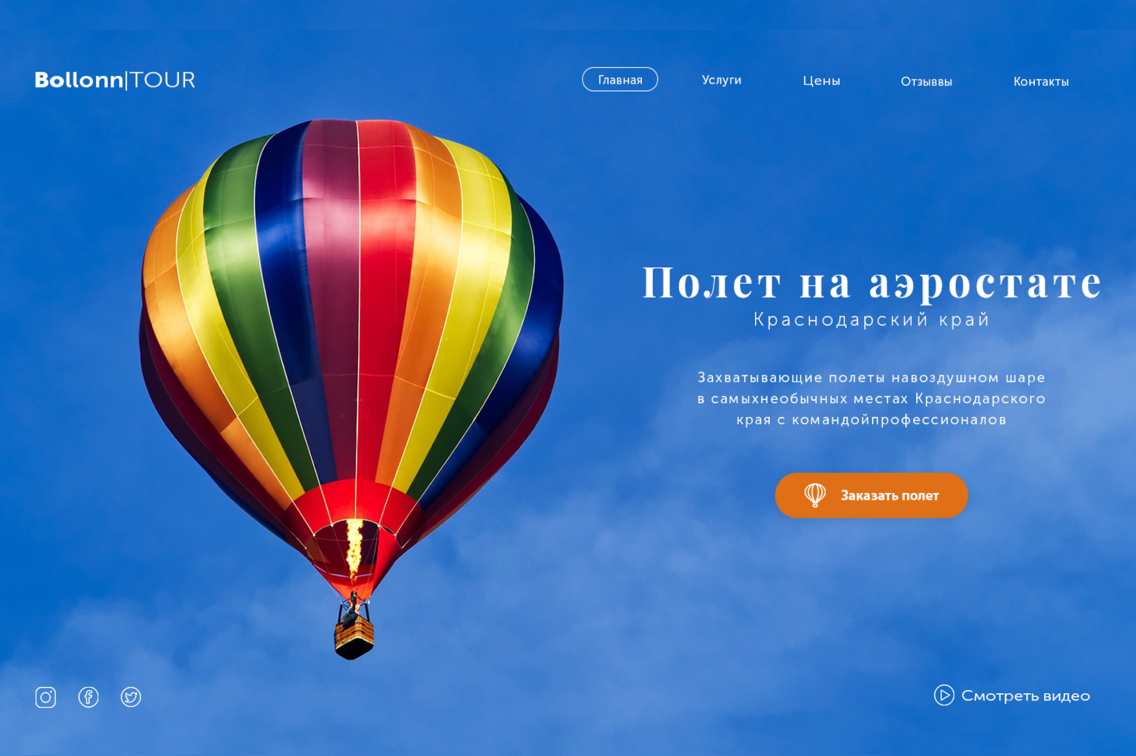 Bollonn|TOUR
Главная Услуги Цены Отзыввы Контакты
Полет на аэростате
Краснодарский край
Захватывающие полеты навоздушном шаре
в самыхнеобычных местах Краснодарского
края с командойпрофессионалов
Заказать полет
Смотреть видео